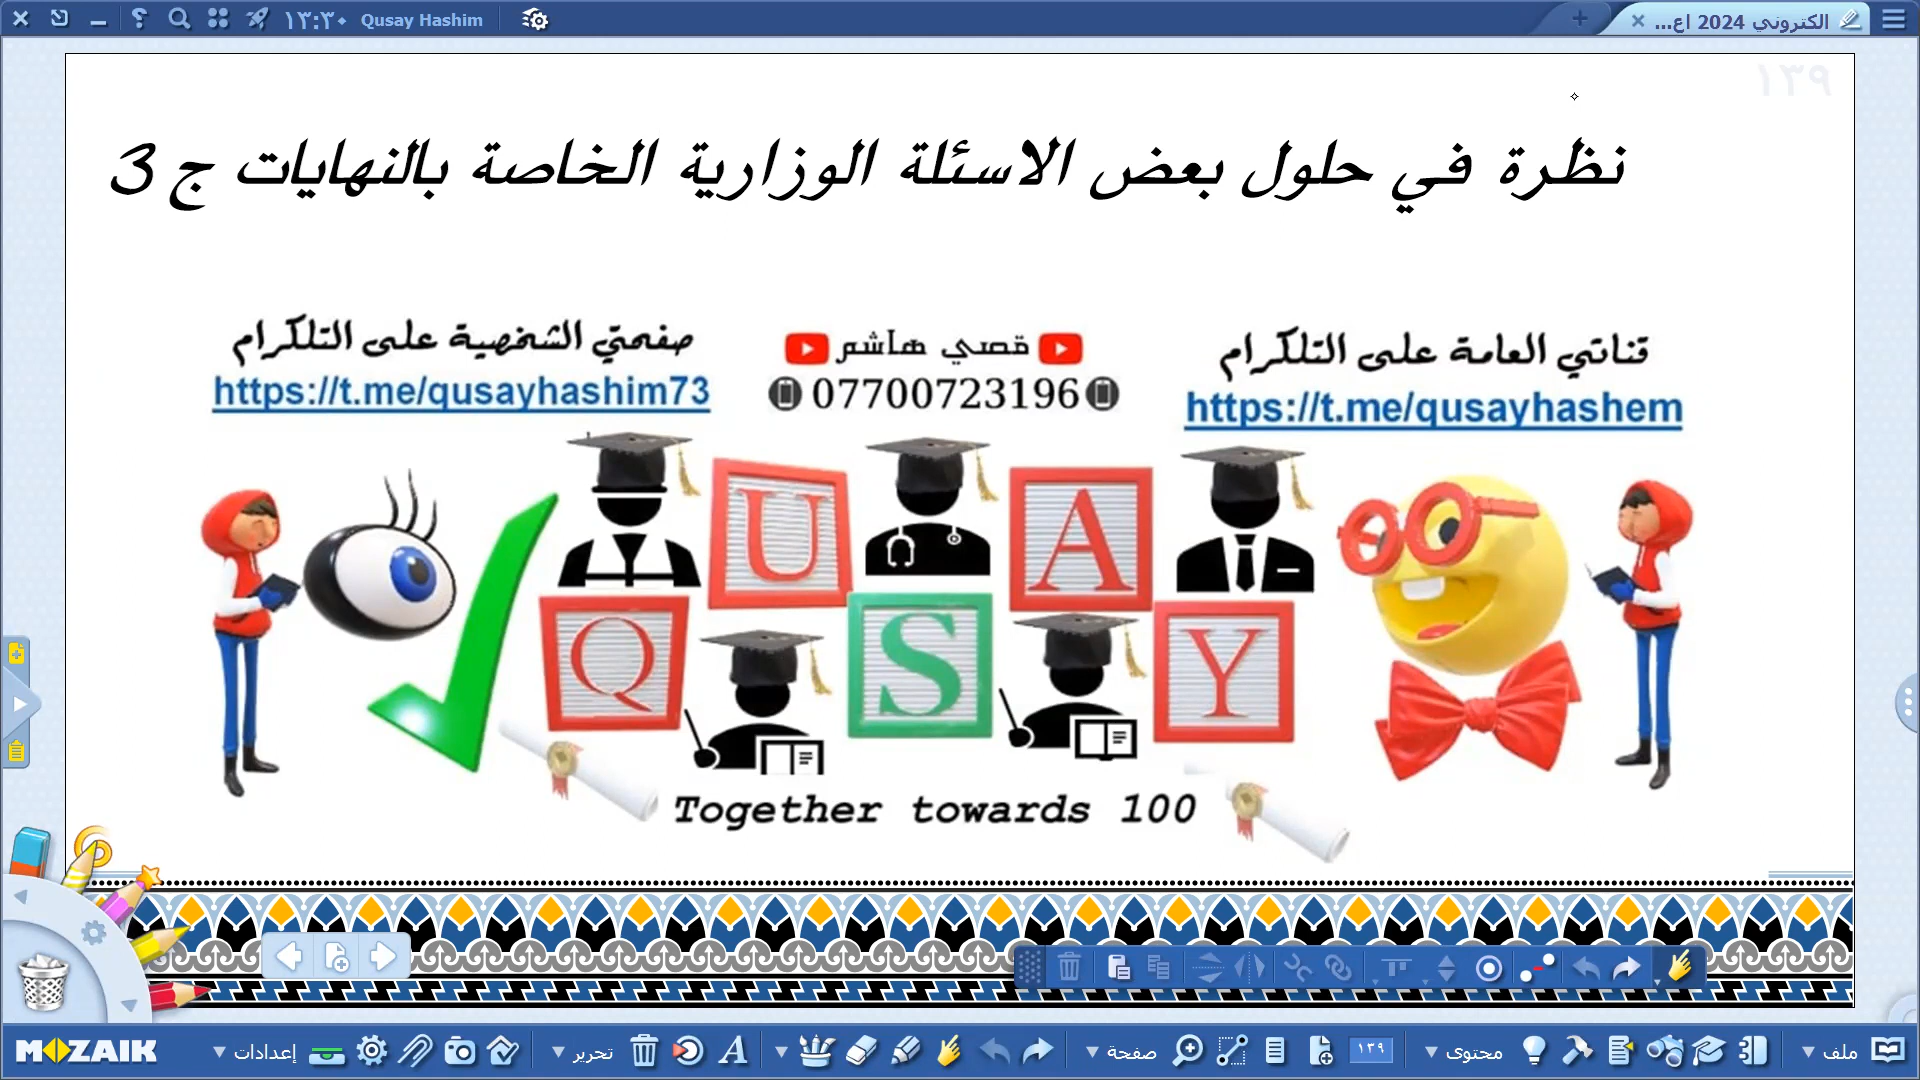 الكتروني 2024 اع...
Qusay Hashim ١٣:٣٠
١٣٩
نظرة في حلول بعض الاسئلة الوزارية الخاصة بالنهايات ج 3
قناتي العامة على التلكرام
https://t.me/qusayhashem
قصي هاشم
07700723196
صفحتي الشخصية على التلكرام
https://t.me/qusayhashim73
U A
Q S Y
Together towards 100
ملف
محتوى
١٣٩
صفحة
تحرير
إعدادات
MOZAIK